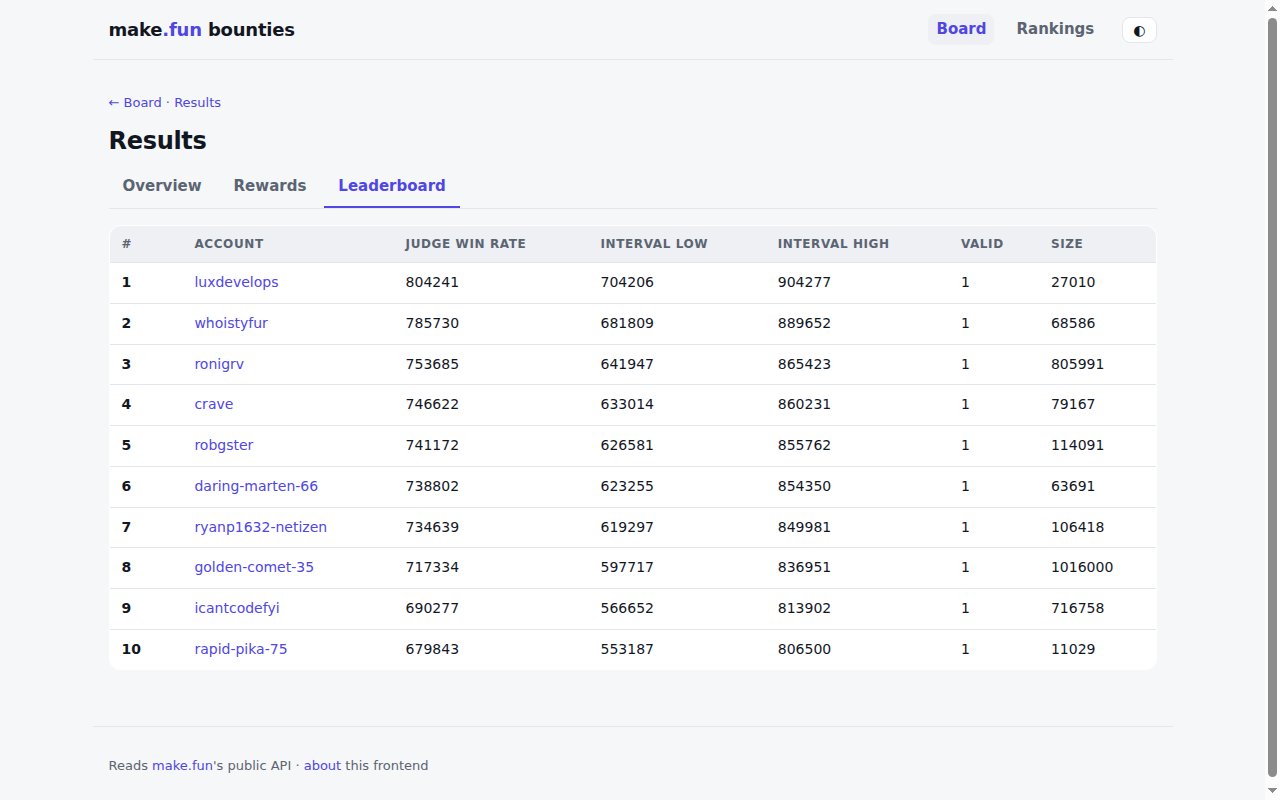 make.fun bounties Board Rankings ◐
← Board · Results
Results
Overview Rewards Leaderboard
# ACCOUNT JUDGE WIN RATE INTERVAL LOW INTERVAL HIGH VALID SIZE
1 luxdevelops 804241 704206 904277 1 27010
2 whoistyfur 785730 681809 889652 1 68586
3 ronigrv 753685 641947 865423 1 805991
4 crave 746622 633014 860231 1 79167
5 robgster 741172 626581 855762 1 114091
6 daring-marten-66 738802 623255 854350 1 63691
7 ryanp1632-netizen 734639 619297 849981 1 106418
8 golden-comet-35 717334 597717 836951 1 1016000
9 icantcodefyi 690277 566652 813902 1 716758
10 rapid-pika-75 679843 553187 806500 1 11029
Reads make.fun's public API · about this frontend